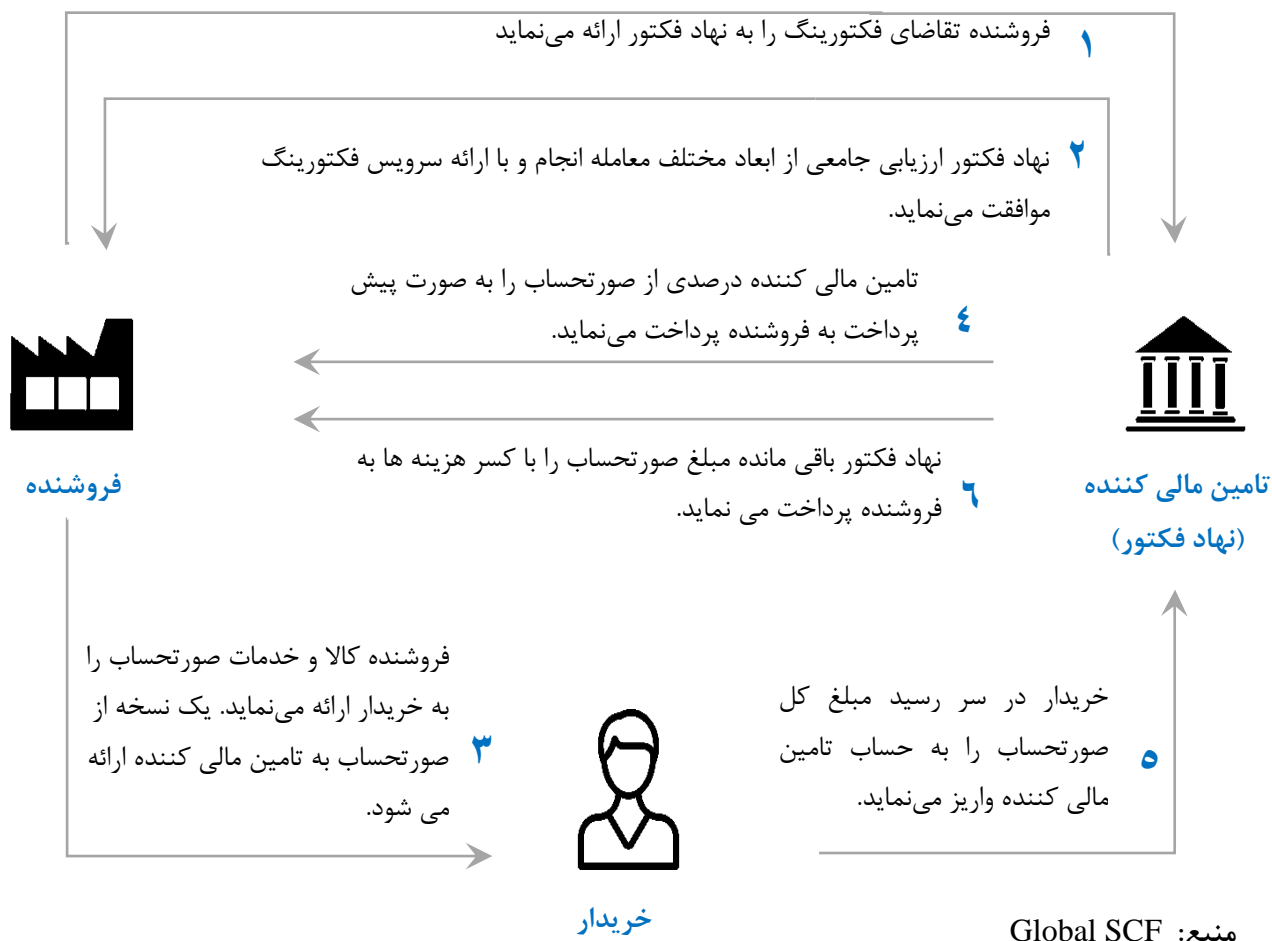 ۱ فروشنده تقاضای فکتورینگ را به نهاد فکتور ارائه می‌نماید
۲ نهاد فکتور ارزیابی جامعی از ابعاد مختلف معامله انجام و با ارائه سرویس فکتورینگ
موافقت می‌نماید.
تامین مالی کننده درصدی از صورتحساب را به صورت پیش
۴ پرداخت به فروشنده پرداخت می‌نماید.
نهاد فکتور باقی مانده مبلغ صورتحساب را با کسر هزینه ها به
۶ فروشنده پرداخت می نماید.
فروشنده
تامین مالی کننده
(نهاد فکتور)
فروشنده کالا و خدمات صورتحساب را
به خریدار ارائه می‌نماید. یک نسخه از
۳ صورتحساب به تامین مالی کننده ارائه
می شود.
خریدار در سر رسید مبلغ کل
۵ صورتحساب را به حساب تامین
مالی کننده واریز می‌نماید.
خریدار
منبع: Global SCF